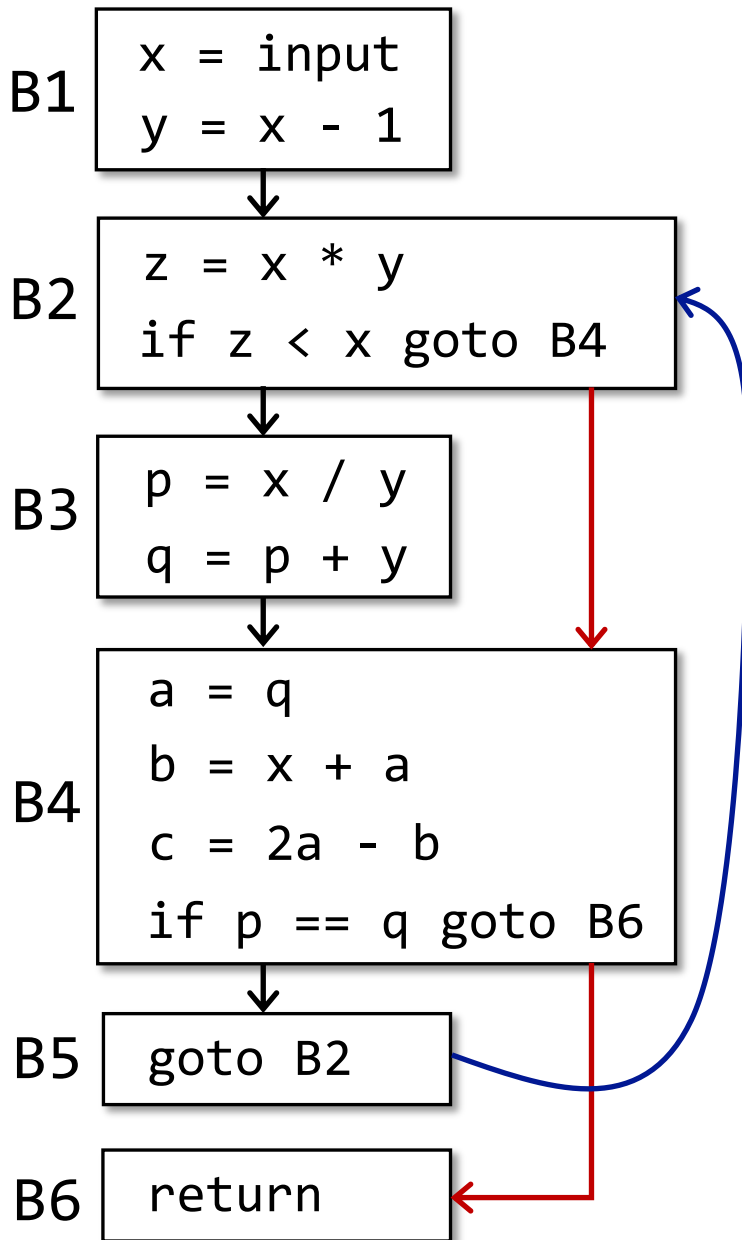 B1
x = input
y = x - 1
B2
z = x * y
if z < x goto B4
B3
p = x / y
q = p + y
B4
a = q
b = x + a
c = 2a - b
if p == q goto B6
B5
goto B2
B6
return